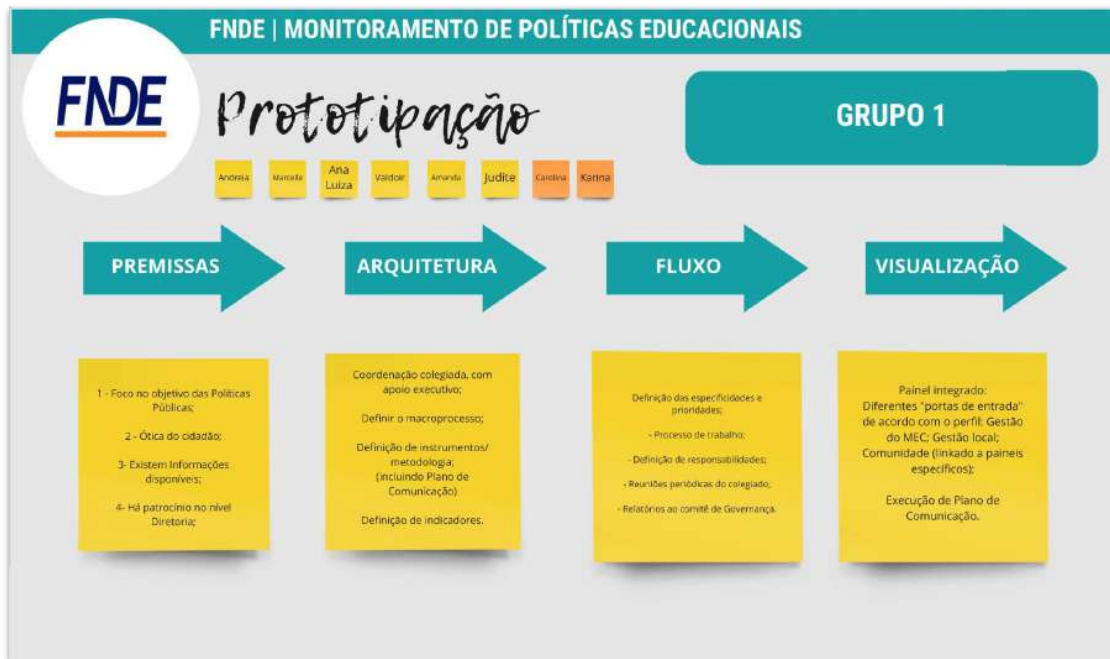 FNDE | MONITORAMENTO DE POLÍTICAS EDUCACIONAIS
FNDE
Prototipação
GRUPO 1
Andreia
Marcelle
Ana
Luiza
Valdoir
Amanda
Judite
Carolina
Karina
PREMISSAS
ARQUITETURA
FLUXO
VISUALIZAÇÃO
1 - Foco no objetivo das Políticas
Públicas;
2 - Ótica do cidadão;
3- Existem Informações
disponíveis;
4- Há patrocínio no nível
Diretoria;
Coordenação colegiada, com
apoio executivo;
Definir o macroprocesso;
Definição de instrumentos/
metodologia;
(incluindo Plano de
Comunicação)
Definição de indicadores.
Definição das especificidades e
prioridades;
- Processo de trabalho;
- Definição de responsabilidades;
- Reuniões periódicas do colegiado;
- Relatórios ao comitê de Governança.
Painel integrado:
Diferentes "portas de entrada"
de acordo com o perfil: Gestão
do MEC; Gestão local;
Comunidade (linkado a paineis
específicos);
Execução de Plano de
Comunicação.